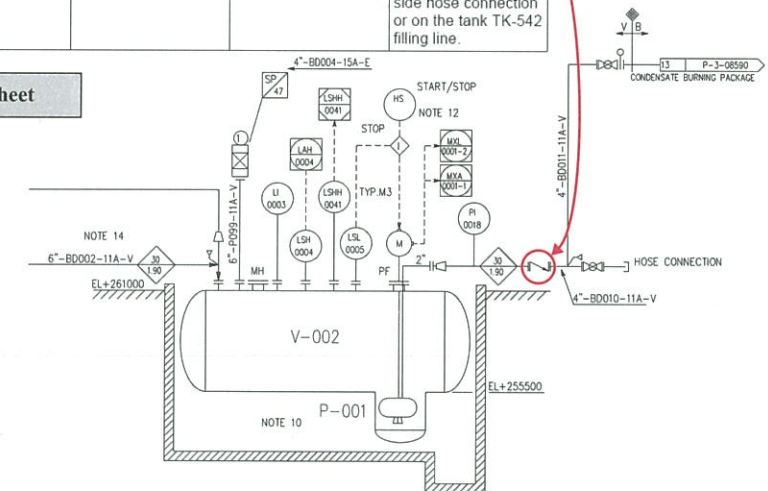 side hose connection
or on the tank TK-542
filling line.
heet
4"-BD004-15A-E
SP
47
LSHH
0041
HS
START/STOP
NOTE 12
V B
13 P-3-08590
CONDENSATE BURNING PACKAGE
1
LAH
0004
STOP
I
MXL
0001-2
MXA
0001-1
4"-BD011-11A-V
6"-P099-11A-V
LI
0003
LSHH
0041
TYP.M3
PI
0018
NOTE 14
LSH
0004
LSL
0005
M
6"-BD002-11A-V
30
1.90
MH
PF
2"
30
1.90
HOSE CONNECTION
EL+261000
4"-BD010-11A-V
V-002
EL+255500
P-001
NOTE 10